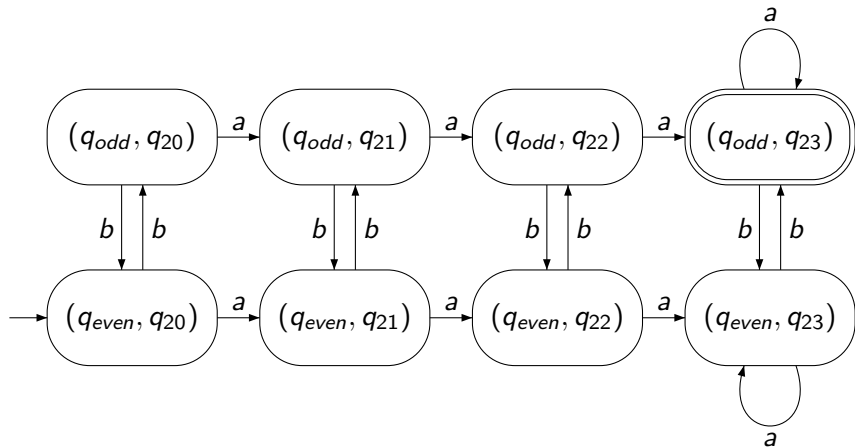 a
(q_odd, q_20) a (q_odd, q_21) a (q_odd, q_22) a (q_odd, q_23)
b b b b b b b b
(q_even, q_20) a (q_even, q_21) a (q_even, q_22) a (q_even, q_23)
a